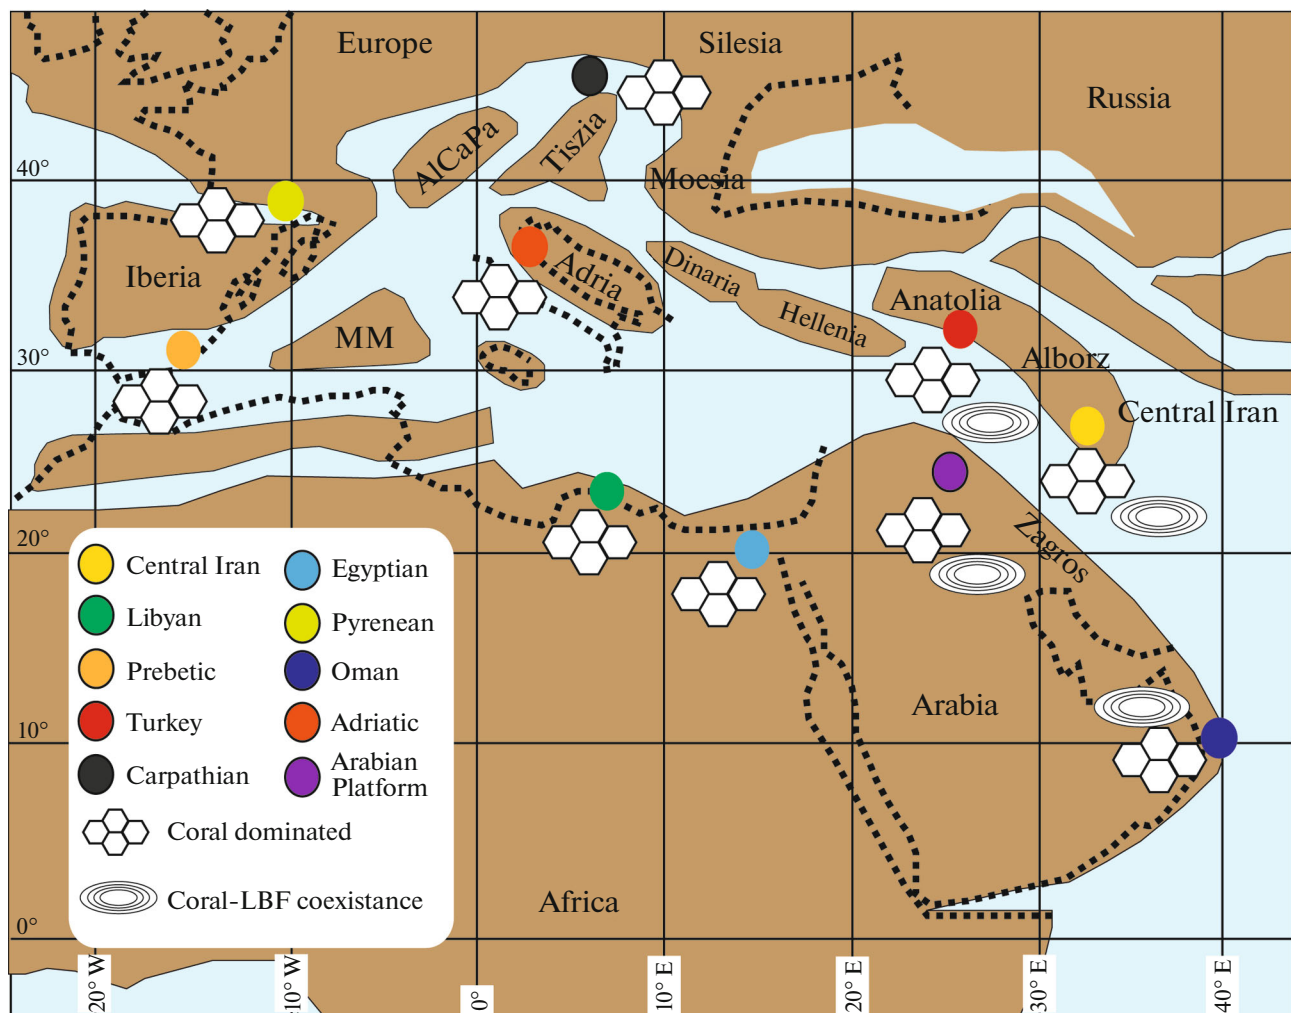 Europe
Silesia
Russia
AlCaPa
Tiszia
40°
Moesia
Iberia
Adria
Dinaria
Anatolia
MM
Hellenia
30°
Alborz
Central Iran
Zagros
20°
Central Iran
Egyptian
Libyan
Pyrenean
Prebetic
Oman
Turkey
Adriatic
Carpathian
Arabian
Platform
Coral dominated
Coral-LBF coexistance
10°
Arabia
Africa
0°
20° W
10° W
0°
10° E
20° E
30° E
40° E